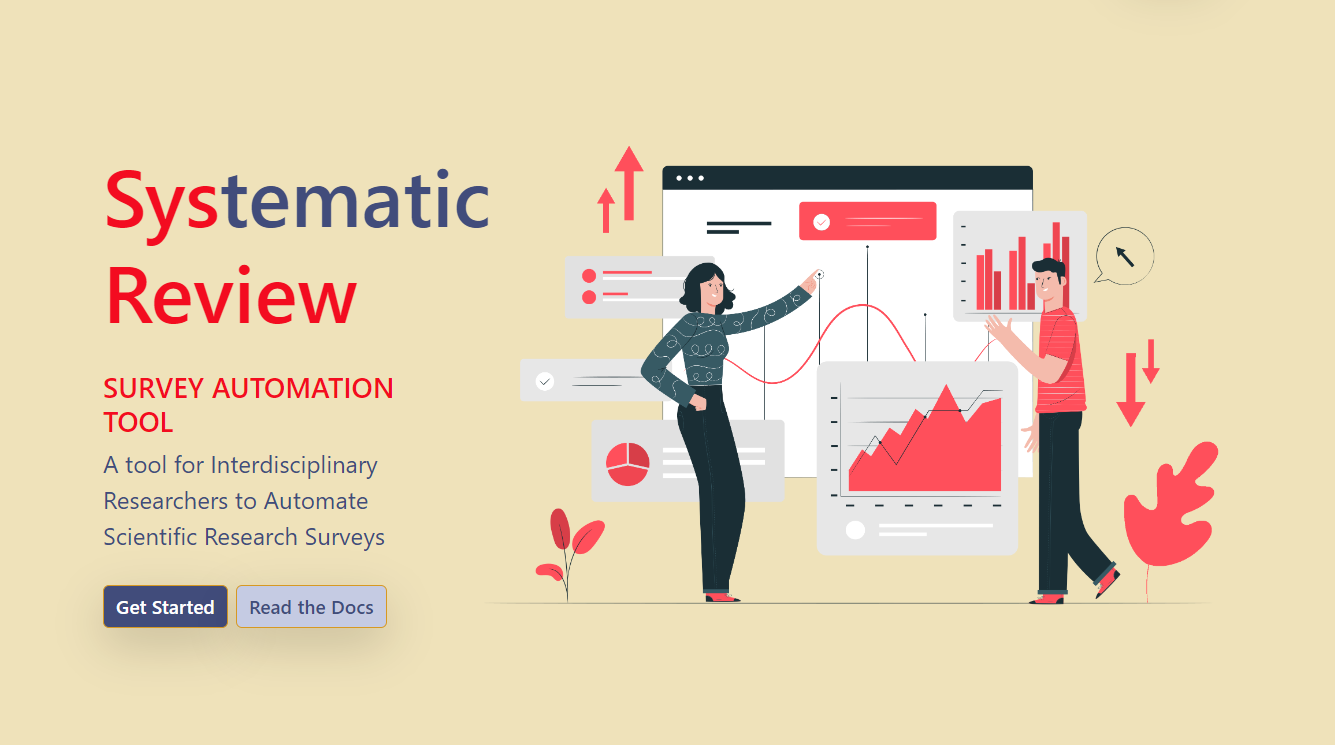 Systematic
Review
SURVEY AUTOMATION
TOOL
A tool for Interdisciplinary
Researchers to Automate
Scientific Research Surveys
Get Started
Read the Docs